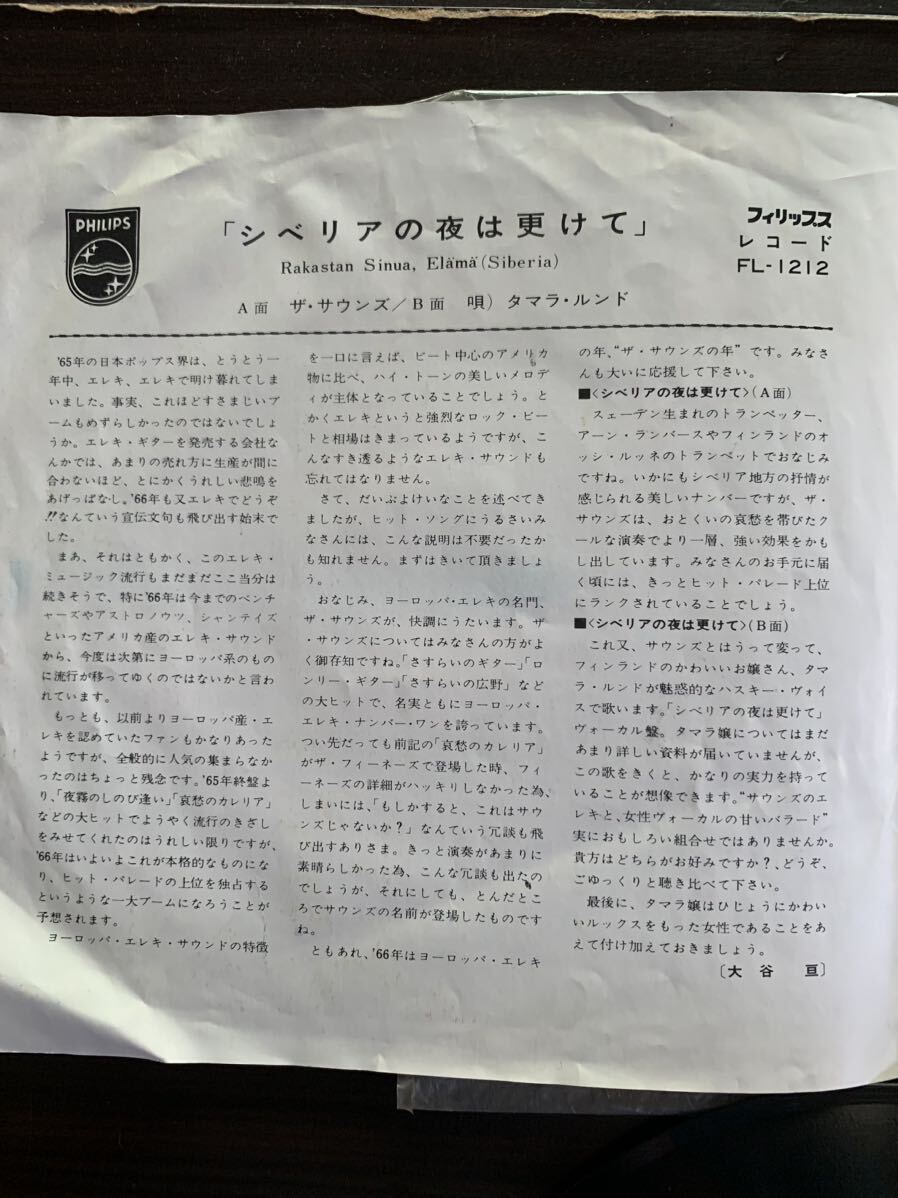 PHILIPS
「シベリアの夜は更けて」
Rakastan Sinua, Elämä (Siberia)
A面 ザ・サウンズ/B面 唄) タマラ・ルンド
フィリップス
レコード
FL-1212
'65年の日本ポップス界は、とうとう一
年中、エレキ、エレキで明け暮れてしま
いました。事実、これほどすさまじいブ
ームもめずらしかったのではないでしょ
うか。エレキ・ギターを発売する会社な
んかでは、あまりの売れ方に生産が間に
合わないほど、とにかくうれしい悲鳴を
あげっぱなし。'66年も又エレキでどうぞ
!!なんていう宣伝文句も飛び出す始末で
した。
まあ、それはともかく、このエレキ・
ミュージック流行もまだまだここ当分は
続きそうで、特に'66年は今までのベンチ
ャーズやアストロノウツ、シャンテイズ
といったアメリカ産のエレキ・サウンド
から、今度は次第にヨーロッパ系のもの
に流行が移ってゆくのではないかと言わ
れています。
もっとも、以前よりヨーロッパ産・エ
レキを認めていたファンもかなりあった
ようですが、全般的に人気の集まらなか
ったのはちょっと残念です。'65年終盤よ
り、「夜霧のしのび逢い」「哀愁のカレリア」
などの大ヒットでようやく流行のきざし
をみせてくれたのはうれしい限りですが、
'66年はいよいよこれが本格的なものにな
り、ヒット・パレードの上位を独占する
というような一大ブームになろうことが
予想されます。
ヨーロッパ・エレキ・サウンドの特徴
を一口に言えば、ビート中心のアメリカ
物に比べ、ハイ・トーンの美しいメロデ
ィが主体となっていることでしょう。と
かくエレキというと強烈なロック・ビー
トと相場はきまっているようですが、こ
んなすき透るようなエレキ・サウンドも
忘れてはなりません。
さて、だいぶよけいなことを述べてき
ましたが、ヒット・ソングにうるさいみ
なさんには、こんな説明は不要だったか
も知れません。まずはきいて頂きましょ
う。
おなじみ、ヨーロッパ・エレキの名門、
ザ・サウンズが、快調にうたいます。ザ
・サウンズについてはみなさんの方がよ
く御存知ですね。「さすらいのギター」「ロ
ンリー・ギター」「さすらいの広野」など
の大ヒットで、名実ともにヨーロッパ・
エレキ・ナンバー・ワンを誇っています。
つい先だっても前記の「哀愁のカレリア」
がザ・フィーネーズで登場した時、フィ
ーネーズの詳細がハッキリしなかった為、
しまいには、「もしかすると、これはサウ
ンズじゃないか?」なんていう冗談も飛
び出すありさま。きっと演奏があまりに
素晴らしかった為、こんな冗談も出たの
でしょうが、それにしても、とんだとこ
ろでサウンズの名前が登場したものです
ね。
ともあれ、'66年はヨーロッパ・エレキ
の年、“ザ・サウンズの年”です。みなさ
んも大いに応援して下さい。
■〈シベリアの夜は更けて〉(A面)
スェーデン生まれのトランペッター、
アーン・ランバースやフィンランドのオ
ッシ・ルッネのトランペットでおなじみ
ですね。いかにもシベリア地方の抒情が
感じられる美しいナンバーですが、ザ・
サウンズは、おとくいの哀愁を帯びたク
ールな演奏でより一層、強い効果をかも
し出しています。みなさんのお手元に届
く頃には、きっとヒット・パレード上位
にランクされていることでしょう。
■〈シベリアの夜は更けて〉(B面)
これ又、サウンズとはうって変って、
フィンランドのかわいいお嬢さん、タマ
ラ・ルンドが魅惑的なハスキー・ヴォイ
スで歌います。「シベリアの夜は更けて」
ヴォーカル盤。タマラ嬢についてはまだ
あまり詳しい資料が届いていませんが、
この歌をきくと、かなりの実力を持って
いることが想像できます。“サウンズのエ
レキと、女性ヴォーカルの甘いバラード”
実におもしろい組合せではありませんか。
貴方はどちらがお好みですか?、どうぞ、
ごゆっくりと聴き比べて下さい。
最後に、タマラ嬢はひじょうにかわい
いルックスをもった女性であることをあ
えて付け加えておきましょう。
〔大谷 亘〕